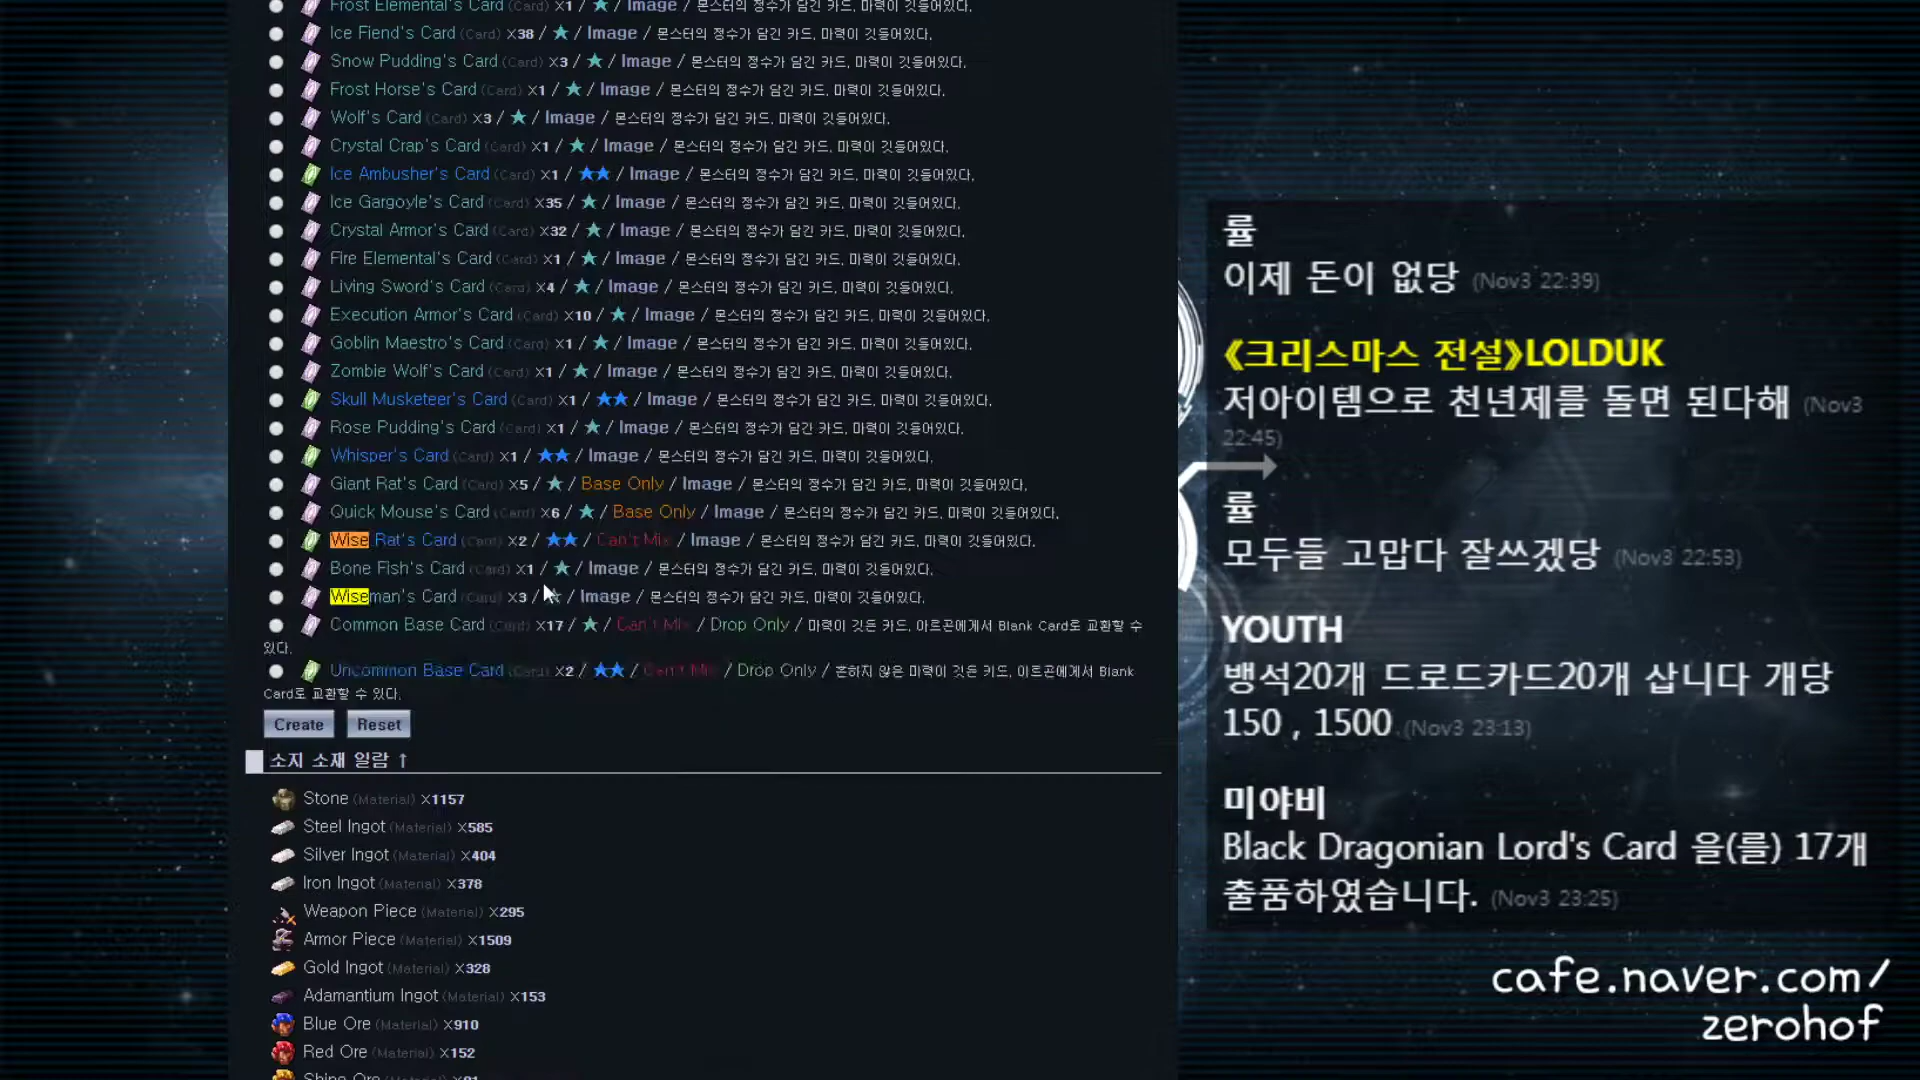 Frost Elemental's Card (Card) x1 / ★ / Image / 몬스터의 정수가 담긴 카드, 마력이 깃들어있다.
Ice Fiend's Card (Card) x38 / ★ / Image / 몬스터의 정수가 담긴 카드, 마력이 깃들어있다.
Snow Pudding's Card (Card) x3 / ★ / Image / 몬스터의 정수가 담긴 카드, 마력이 깃들어있다.
Frost Horse's Card (Card) x1 / ★ / Image / 몬스터의 정수가 담긴 카드, 마력이 깃들어있다.
Wolf's Card (Card) x3 / ★ / Image / 몬스터의 정수가 담긴 카드, 마력이 깃들어있다.
Crystal Crap's Card (Card) x1 / ★ / Image / 몬스터의 정수가 담긴 카드, 마력이 깃들어있다.
Ice Ambusher's Card (Card) x1 / ★★ / Image / 몬스터의 정수가 담긴 카드, 마력이 깃들어있다.
Ice Gargoyle's Card (Card) x35 / ★ / Image / 몬스터의 정수가 담긴 카드, 마력이 깃들어있다.
Crystal Armor's Card (Card) x32 / ★ / Image / 몬스터의 정수가 담긴 카드, 마력이 깃들어있다.
Fire Elemental's Card (Card) x1 / ★ / Image / 몬스터의 정수가 담긴 카드, 마력이 깃들어있다.
Living Sword's Card (Card) x4 / ★ / Image / 몬스터의 정수가 담긴 카드, 마력이 깃들어있다.
Execution Armor's Card (Card) x10 / ★ / Image / 몬스터의 정수가 담긴 카드, 마력이 깃들어있다.
Goblin Maestro's Card (Card) x1 / ★ / Image / 몬스터의 정수가 담긴 카드, 마력이 깃들어있다.
Zombie Wolf's Card (Card) x1 / ★ / Image / 몬스터의 정수가 담긴 카드, 마력이 깃들어있다.
Skull Musketeer's Card (Card) x1 / ★★ / Image / 몬스터의 정수가 담긴 카드, 마력이 깃들어있다.
Rose Pudding's Card (Card) x1 / ★ / Image / 몬스터의 정수가 담긴 카드, 마력이 깃들어있다.
Whisper's Card (Card) x1 / ★★ / Image / 몬스터의 정수가 담긴 카드, 마력이 깃들어있다.
Giant Rat's Card (Card) x5 / ★ / Base Only / Image / 몬스터의 정수가 담긴 카드, 마력이 깃들어있다.
Quick Mouse's Card (Card) x6 / ★ / Base Only / Image / 몬스터의 정수가 담긴 카드, 마력이 깃들어있다.
Wise Rat's Card (Card) x2 / ★★ / Can't Mix / Image / 몬스터의 정수가 담긴 카드, 마력이 깃들어있다.
Bone Fish's Card (Card) x1 / ★ / Image / 몬스터의 정수가 담긴 카드, 마력이 깃들어있다.
Wiseman's Card (Card) x3 / ★ / Image / 몬스터의 정수가 담긴 카드, 마력이 깃들어있다.
Common Base Card (Card) x17 / ★ / Can't Mix / Drop Only / 마력이 깃든 카드, 아르곤에게서 Blank Card로 교환할 수
있다.
Uncommon Base Card (Card) x2 / ★★ / Can't Mix / Drop Only / 흔하지 않은 마력이 깃든 카드, 아르곤에게서 Blank
Card로 교환할 수 있다.
Create Reset
소지 소재 일람 ↑
Stone (Material) x1157
Steel Ingot (Material) x585
Silver Ingot (Material) x404
Iron Ingot (Material) x378
Weapon Piece (Material) x295
Armor Piece (Material) x1509
Gold Ingot (Material) x328
Adamantium Ingot (Material) x153
Blue Ore (Material) x910
Red Ore (Material) x152
Shine Ore (Material)
률
이제 돈이 없당 (Nov3 22:39)
《크리스마스 전설》LOLDUK
저아이템으로 천년제를 돌면 된다해 (Nov3
22:45)
률
모두들 고맙다 잘쓰겠당 (Nov3 22:53)
YOUTH
뱅석20개 드로드카드20개 삽니다 개당
150 , 1500 (Nov3 23:13)
미야비
Black Dragonian Lord's Card 을(를) 17개
출품하였습니다. (Nov3 23:25)
cafe.naver.com/
zerohof